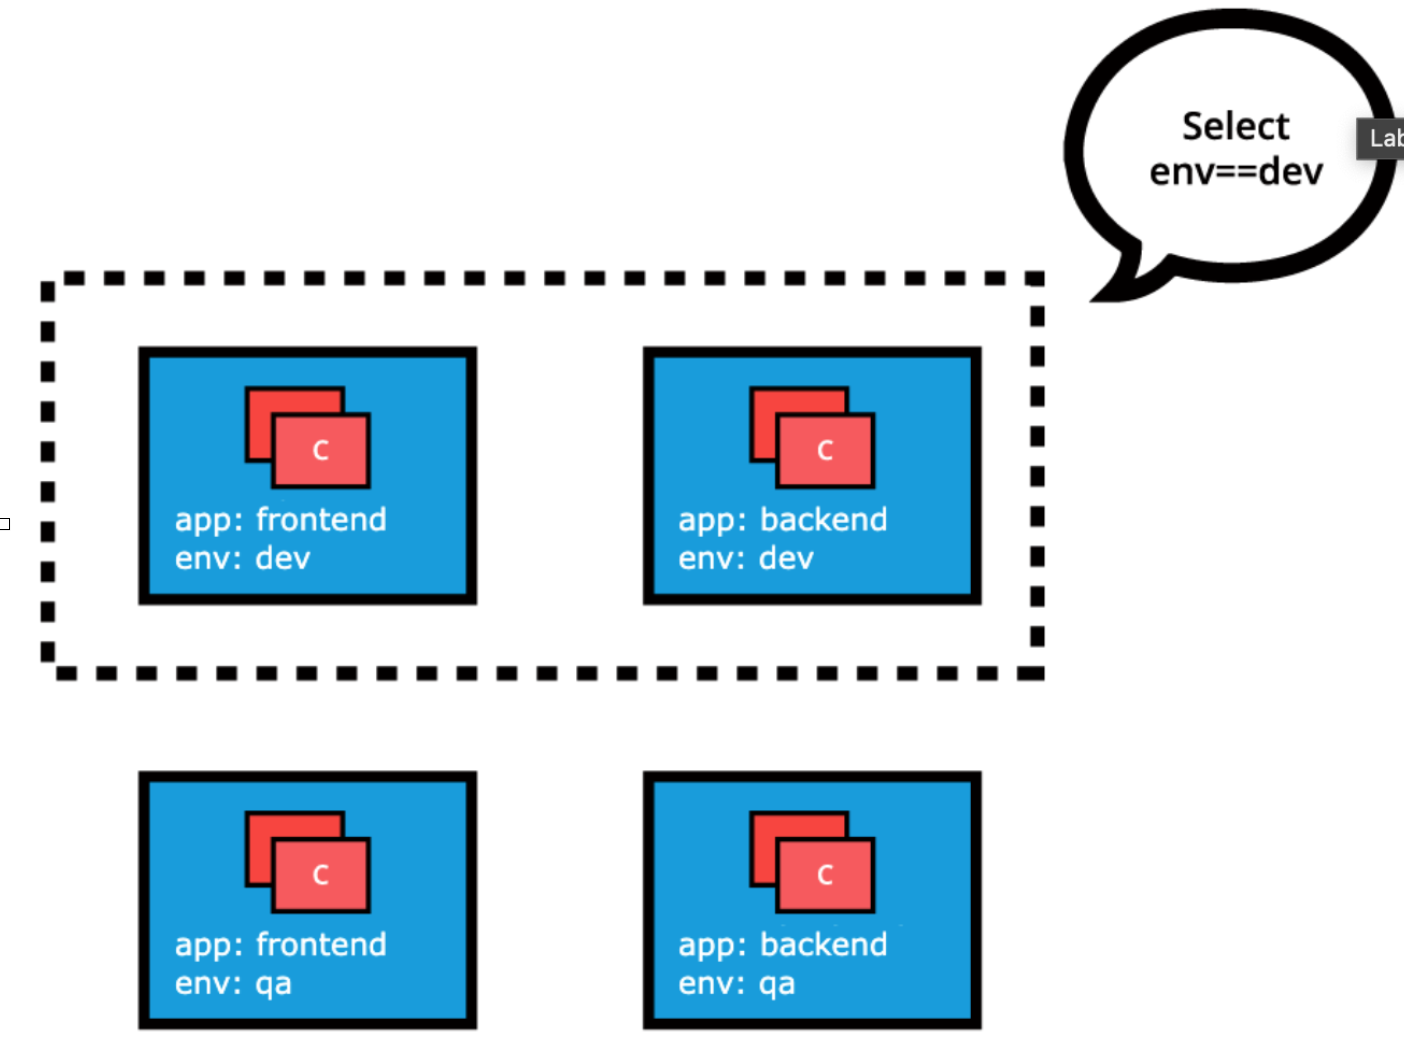 Select
env==dev
Lab
C
app: frontend
env: dev
C
app: backend
env: dev
C
app: frontend
env: qa
C
app: backend
env: qa